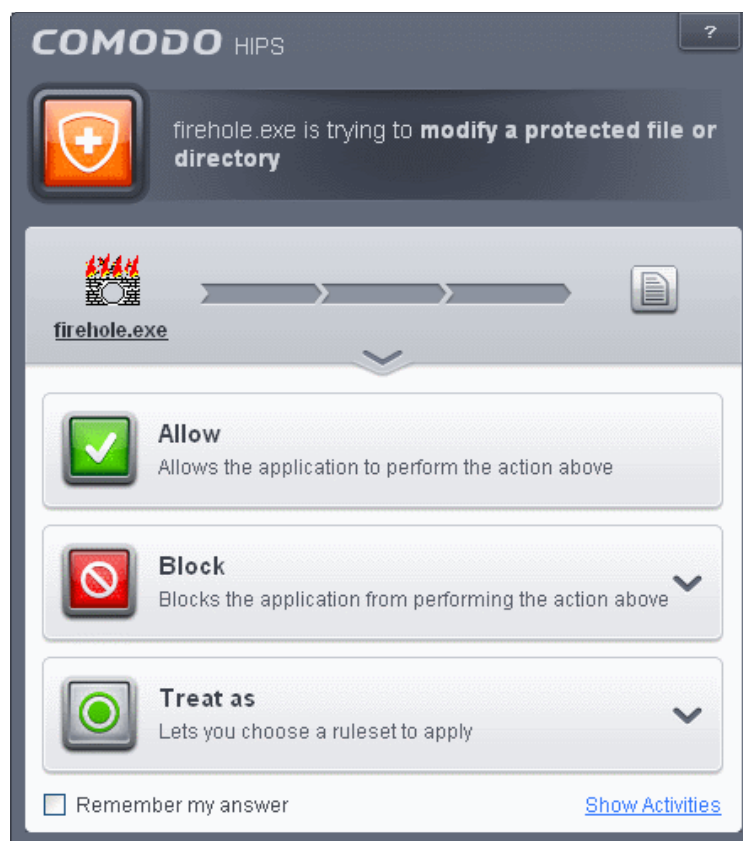 COMODO HIPS
?
firehole.exe is trying to modify a protected file or
directory
firehole.exe
Allow
Allows the application to perform the action above
Block
Blocks the application from performing the action above
Treat as
Lets you choose a ruleset to apply
Remember my answer
Show Activities